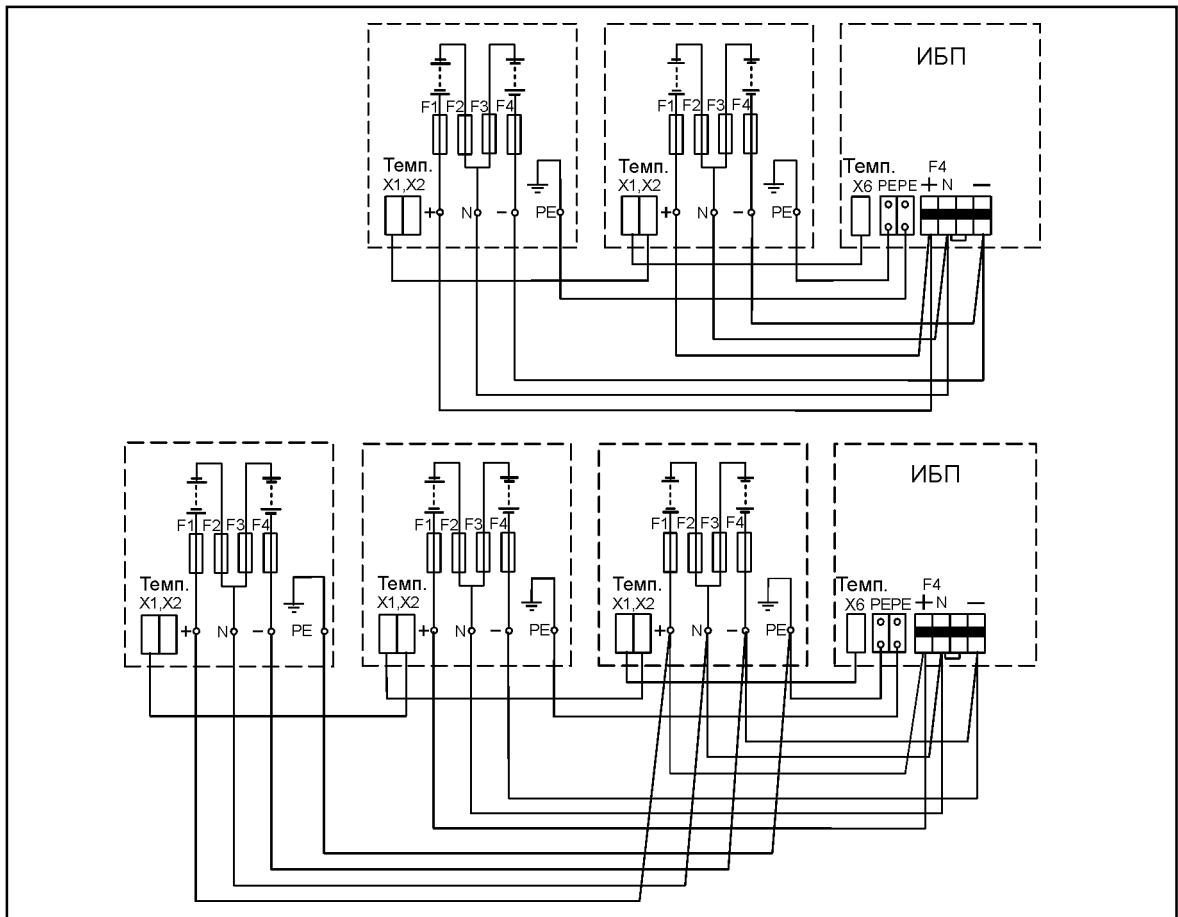 ИБП
F1 F2 F3 F4
F1 F2 F3 F4
Темп.
X1,X2
+ N - PE
Темп.
X1,X2
+ N - PE
Темп.
X6 PE PE
F4
+ N —
ИБП
F1 F2 F3 F4
F1 F2 F3 F4
F1 F2 F3 F4
Темп.
X1,X2
+ N - PE
Темп.
X1,X2
+ N - PE
Темп.
X1,X2
+ N - PE
Темп.
X6 PE PE
F4
+ N —